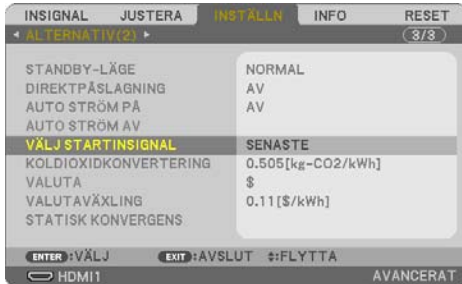 INSIGNAL JUSTERA INSTÄLLN INFO RESET
ALTERNATIV(2) 3/3
STANDBY-LÄGE NORMAL
DIREKTPÅSLAGNING AV
AUTO STRÖM PÅ AV
AUTO STRÖM AV
VÄLJ STARTINSIGNAL SENASTE
KOLDIOXIDKONVERTERING 0.505[kg-CO2/kWh]
VALUTA $
VALUTAVÄXLING 0.11[$/kWh]
STATISK KONVERGENS
ENTER :VÄLJ EXIT :AVSLUT :FLYTTA
HDMI1 AVANCERAT